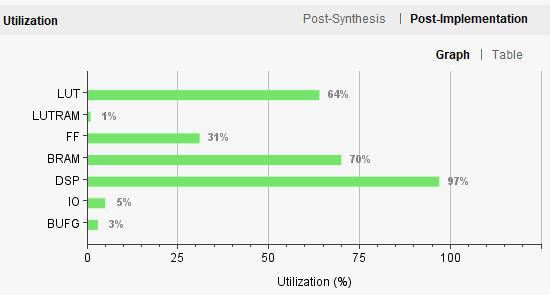 Utilization Post-Synthesis | Post-Implementation
Graph | Table
LUT 64%
LUTRAM 1%
FF 31%
BRAM 70%
DSP 97%
IO 5%
BUFG 3%
0 25 50 75 100
Utilization (%)